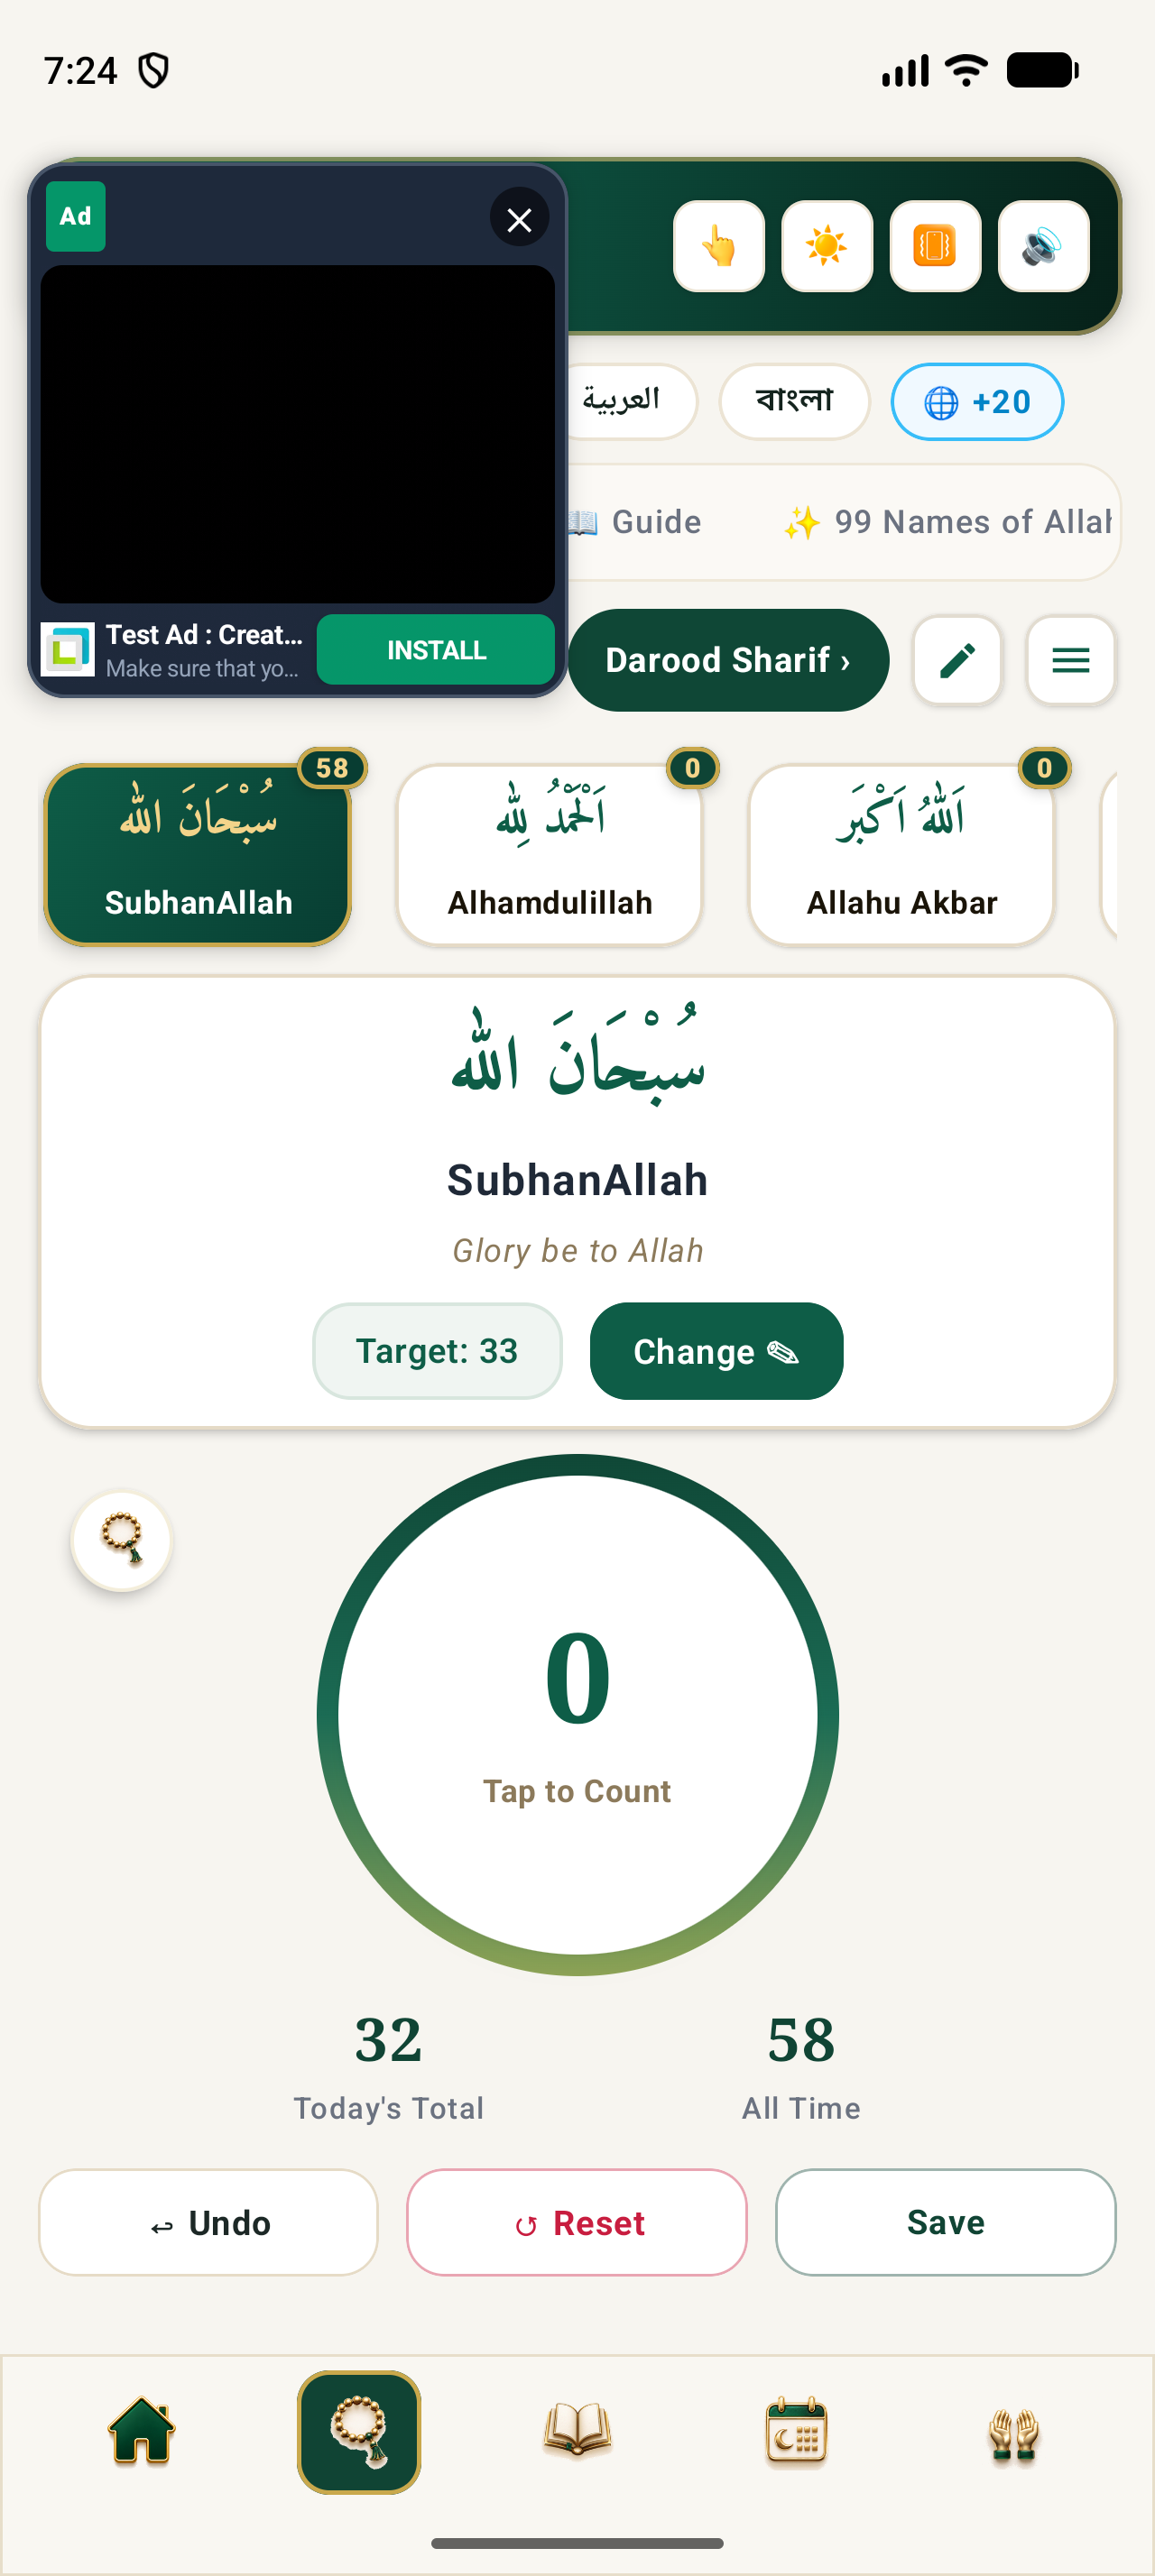 7:24
Ad
العربية
বাংলা
+20
Guide
99 Names of Allah
Test Ad : Creat...
Make sure that yo...
INSTALL
Darood Sharif ›
58
0
0
سُبْحَانَ الله
اَلْحَمْدُ لِلّٰهِ
اَللّٰهُ اَكْبَر
SubhanAllah
Alhamdulillah
Allahu Akbar
سُبْحَانَ الله
SubhanAllah
Glory be to Allah
Target: 33
Change
0
Tap to Count
32
58
Today's Total
All Time
Undo
Reset
Save